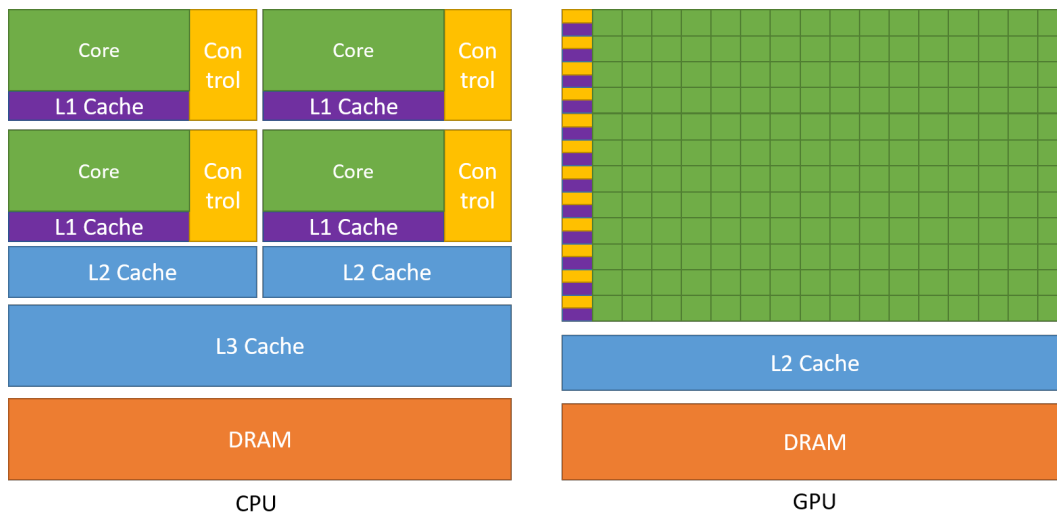 Core
Con
trol
L1 Cache
Core
Con
trol
L1 Cache
Core
Con
trol
L1 Cache
Core
Con
trol
L1 Cache
L2 Cache
L2 Cache
L3 Cache
DRAM
CPU
L2 Cache
DRAM
GPU